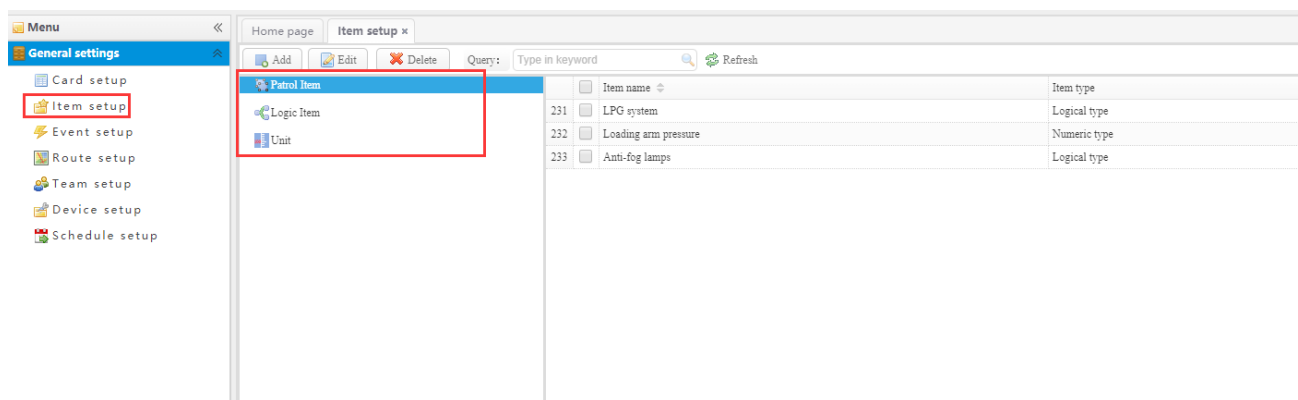 Menu
Home page Item setup ×
General settings
Add Edit Delete Query: Type in keyword Refresh
Card setup
Item setup
Event setup
Route setup
Team setup
Device setup
Schedule setup
Patrol Item
Logic Item
Unit
Item name Item type
231 LPG system Logical type
232 Loading arm pressure Numeric type
233 Anti-fog lamps Logical type